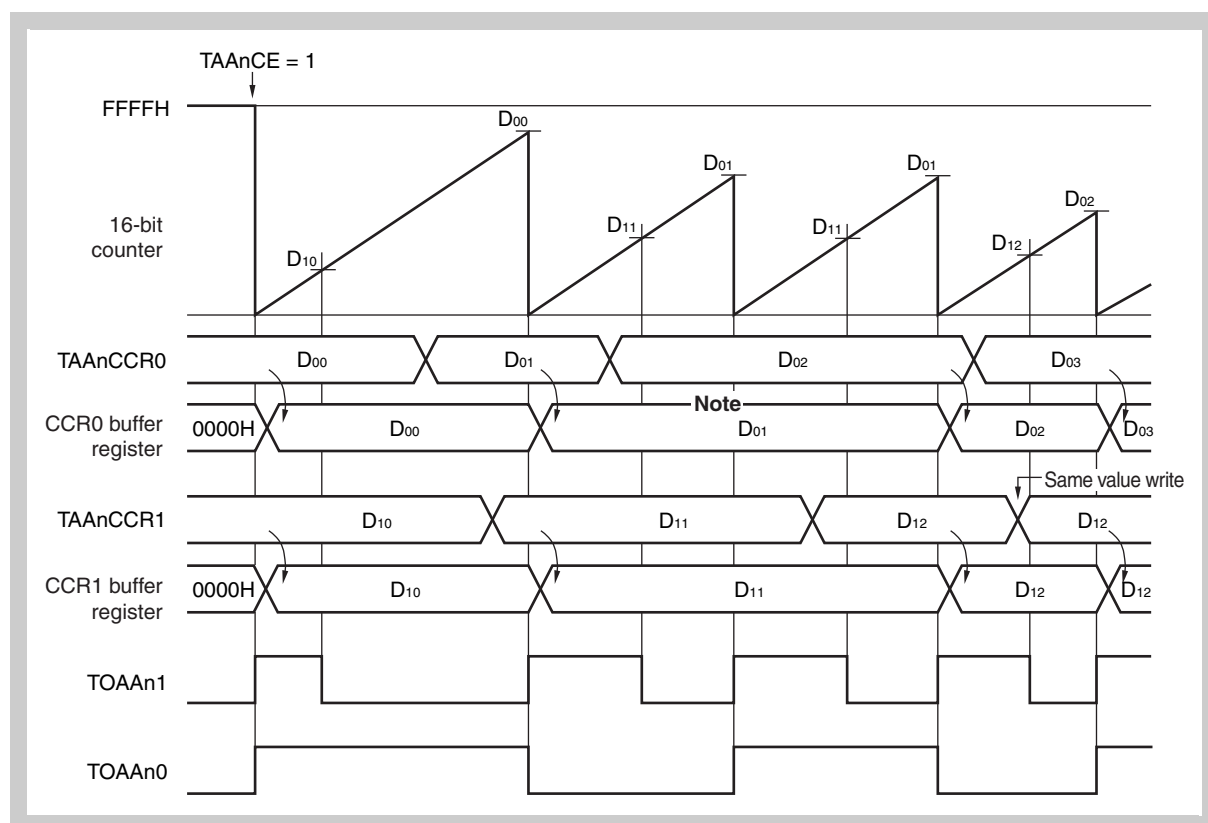 TAAnCE = 1
FFFFH
D00
D01
D01
D02
16-bit
counter
D10
D11
D11
D12
TAAnCCR0
D00
D01
D02
D03
Note
CCR0 buffer
register
0000H
D00
D01
D02
D03
Same value write
TAAnCCR1
D10
D11
D12
D12
CCR1 buffer
register
0000H
D10
D11
D12
D12
TOAAn1
TOAAn0